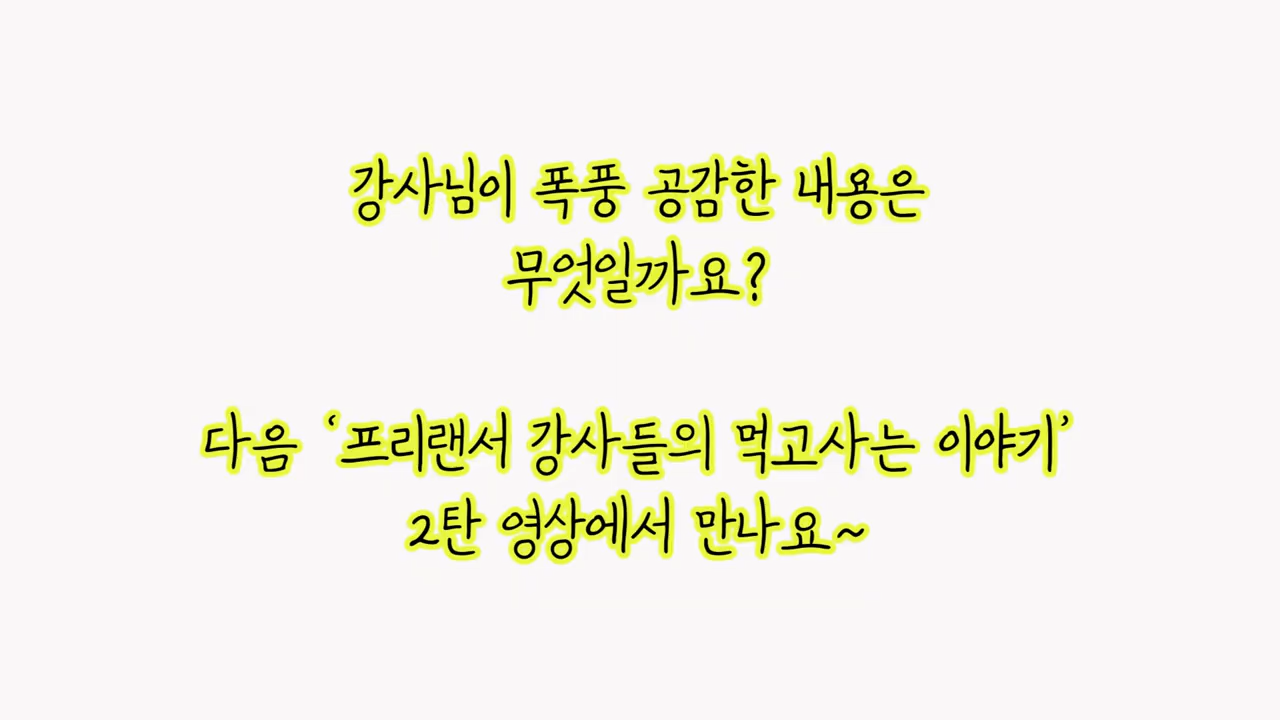 강사님이 폭풍 공감한 내용은
무엇일까요?
다음 ‘프리랜서 강사들의 먹고사는 이야기’
2탄 영상에서 만나요~